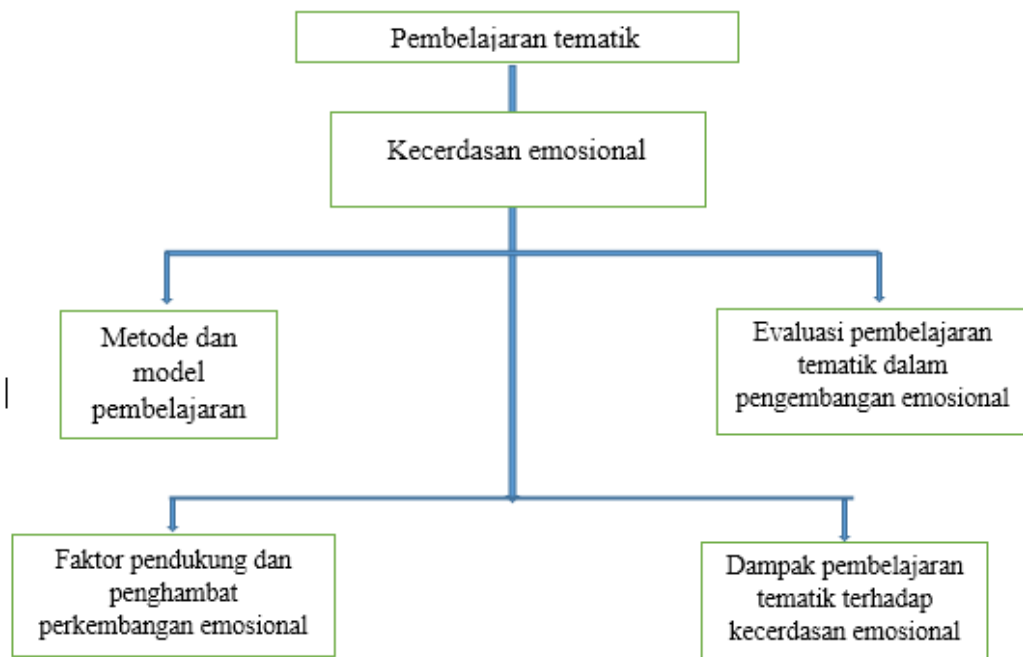 Pembelajaran tematik
Kecerdasan emosional
Metode dan
model
pembelajaran
Evaluasi pembelajaran
tematik dalam
pengembangan emosional
Faktor pendukung dan
penghambat
perkembangan emosional
Dampak pembelajaran
tematik terhadap
kecerdasan emosional